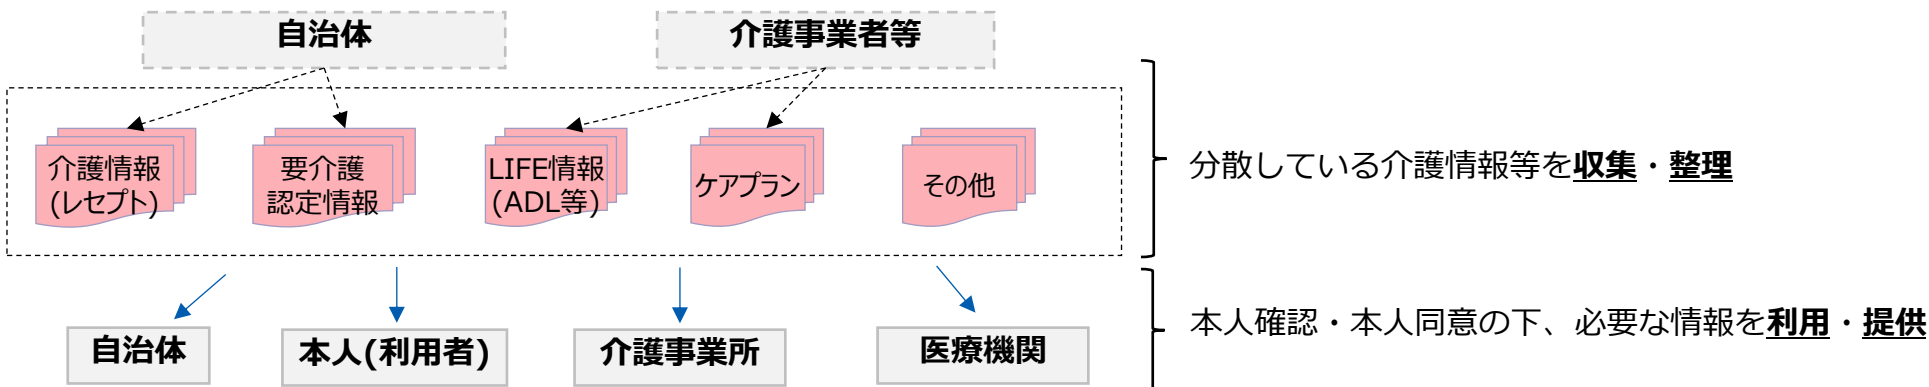 自治体
介護事業者等
介護情報
(レセプト)
要介護
認定情報
LIFE情報
(ADL等)
ケアプラン
その他
分散している介護情報等を収集・整理
自治体
本人(利用者)
介護事業所
医療機関
本人確認・本人同意の下、必要な情報を利用・提供